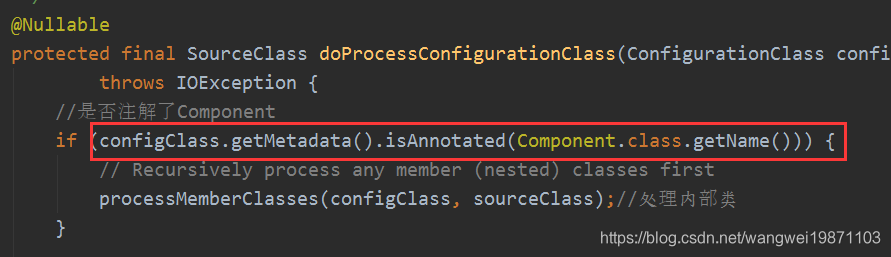 @Nullable
protected final SourceClass doProcessConfigurationClass(ConfigurationClass confi
throws IOException {
//是否注解了Component
if (configClass.getMetadata().isAnnotated(Component.class.getName())) {
// Recursively process any member (nested) classes first
processMemberClasses(configClass, sourceClass);//处理内部类
}
https://blog.csdn.net/wangwei19871103